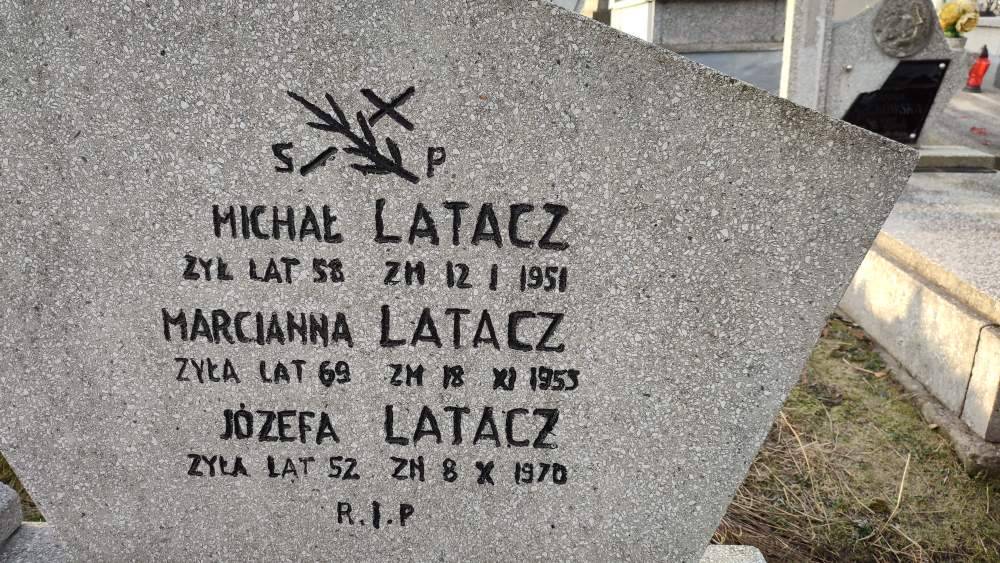 S P
MICHAŁ LATACZ
ŻYŁ LAT 58 ZM 12 I 1951
MARCIANNA LATACZ
ŻYŁA LAT 69 ZM 18 XI 1953
JÓZEFA LATACZ
ŻYŁA LAT 52 ZM 8 X 1970
R.I.P